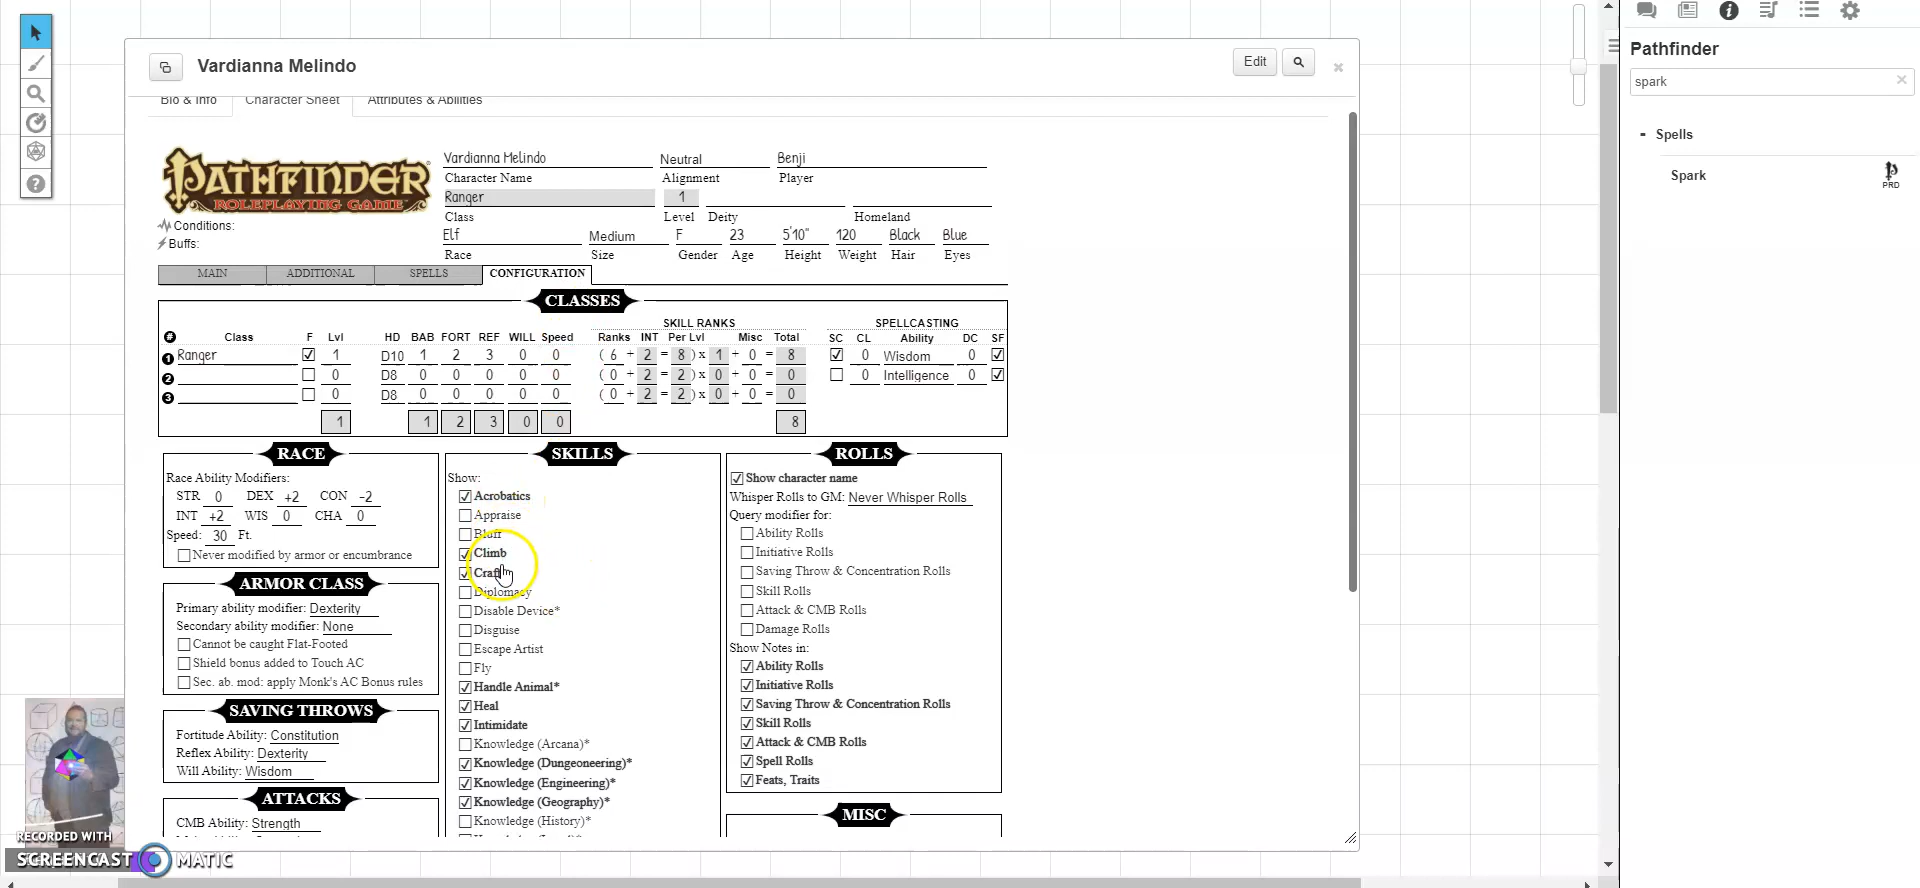 Pathfinder
spark
Spells
Spark
PRD
Vardianna Melindo
Edit
Bio & Info
Character Sheet
Attributes & Abilities
PATHFINDER
ROLEPLAYING GAME
Vardianna Melindo Neutral Benji
Character Name Alignment Player
Ranger 1
Class Level Deity Homeland
Elf Medium F 23 5'10" 120 Black Blue
Race Size Gender Age Height Weight Hair Eyes
Conditions:
Buffs:
MAIN ADDITIONAL SPELLS CONFIGURATION
CLASSES
SKILL RANKS SPELLCASTING
# Class F Lvl HD BAB FORT REF WILL Speed Ranks INT Per Lvl Misc Total SC CL Ability DC SF
1 Ranger 1 D10 1 2 3 0 0 ( 6 + 2 = 8 ) x 1 + 0 = 8 0 Wisdom 0
2 0 D8 0 0 0 0 0 ( 0 + 2 = 2 ) x 0 + 0 = 0 0 Intelligence 0
3 0 D8 0 0 0 0 0 ( 0 + 2 = 2 ) x 0 + 0 = 0
1 1 2 3 0 0 8
RACE
Race Ability Modifiers:
STR 0 DEX +2 CON -2
INT +2 WIS 0 CHA 0
Speed: 30 Ft.
Never modified by armor or encumbrance
ARMOR CLASS
Primary ability modifier: Dexterity
Secondary ability modifier: None
Cannot be caught Flat-Footed
Shield bonus added to Touch AC
Sec. ab. mod: apply Monk's AC Bonus rules
SAVING THROWS
Fortitude Ability: Constitution
Reflex Ability: Dexterity
Will Ability: Wisdom
ATTACKS
CMB Ability: Strength
SKILLS
Show:
Acrobatics
Appraise
Bluff
Climb
Craft
Diplomacy
Disable Device*
Disguise
Escape Artist
Fly
Handle Animal*
Heal
Intimidate
Knowledge (Arcana)*
Knowledge (Dungeoneering)*
Knowledge (Engineering)*
Knowledge (Geography)*
Knowledge (History)*
ROLLS
Show character name
Whisper Rolls to GM: Never Whisper Rolls
Query modifier for:
Ability Rolls
Initiative Rolls
Saving Throw & Concentration Rolls
Skill Rolls
Attack & CMB Rolls
Damage Rolls
Show Notes in:
Ability Rolls
Initiative Rolls
Saving Throw & Concentration Rolls
Skill Rolls
Attack & CMB Rolls
Spell Rolls
Feats, Traits
MISC
RECORDED WITH
SCREENCAST MATIC